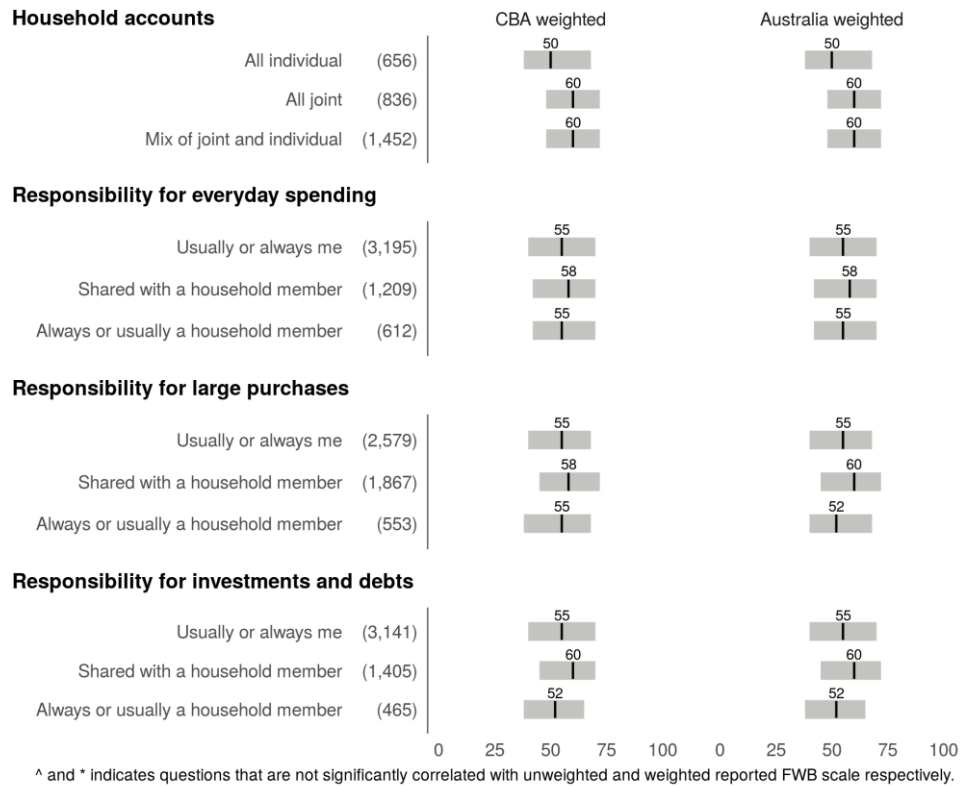 Household accounts CBA weighted Australia weighted
50 50
All individual (656)
60 60
All joint (836)
60 60
Mix of joint and individual (1,452)
Responsibility for everyday spending
55 55
Usually or always me (3,195)
58 58
Shared with a household member (1,209)
55 55
Always or usually a household member (612)
Responsibility for large purchases
55 55
Usually or always me (2,579)
58 60
Shared with a household member (1,867)
55 52
Always or usually a household member (553)
Responsibility for investments and debts
55 55
Usually or always me (3,141)
60 60
Shared with a household member (1,405)
52 52
Always or usually a household member (465)
0 25 50 75 100 0 25 50 75 100
^ and * indicates questions that are not significantly correlated with unweighted and weighted reported FWB scale respectively.